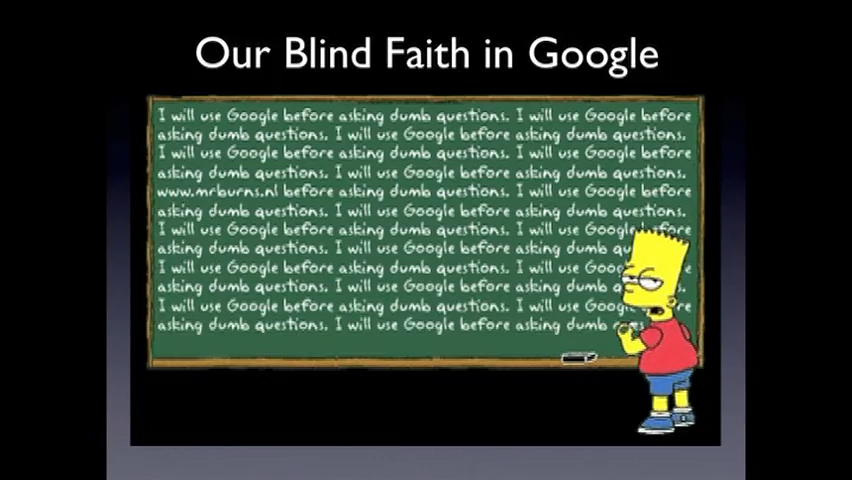 Our Blind Faith in Google
I will use Google before asking dumb questions. I will use Google before
asking dumb questions. I will use Google before asking dumb questions.
I will use Google before asking dumb questions. I will use Google before
asking dumb questions. I will use Google before asking dumb questions.
www.mrburns.nl before asking dumb questions. I will use Google before
asking dumb questions. I will use Google before asking dumb questions.
I will use Google before asking dumb questions. I will use Google before
asking dumb questions. I will use Google before asking dumb
I will use Google before asking dumb questions. I will use
asking dumb questions. I will use Google before asking dumb
I will use Google before asking dumb questions. I will use
asking dumb questions. I will use Google before asking dumb